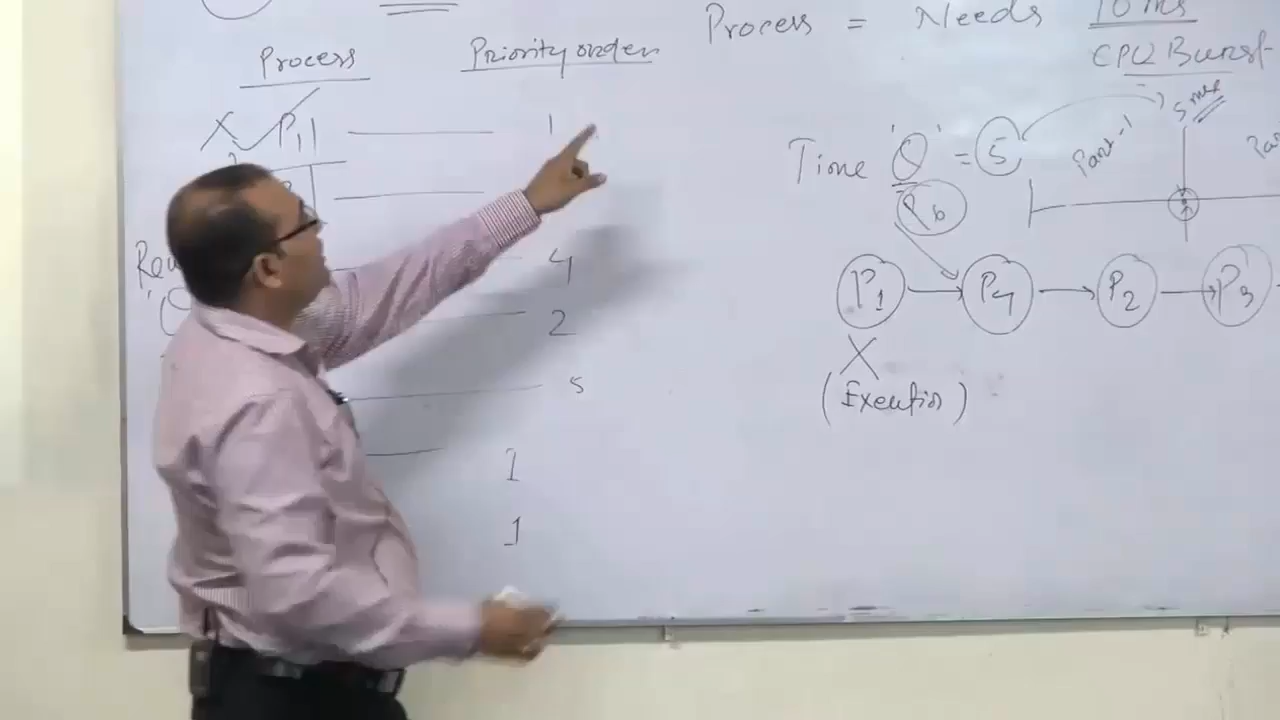 Process = Needs 10 ms
CPU Burst
Process Priority order
X P1 1
4
2
5
1
1
Time 'Q' = 5
Part-1
5 ms
P6
P1 → P4 → P2 → P3
X
(Exeution)